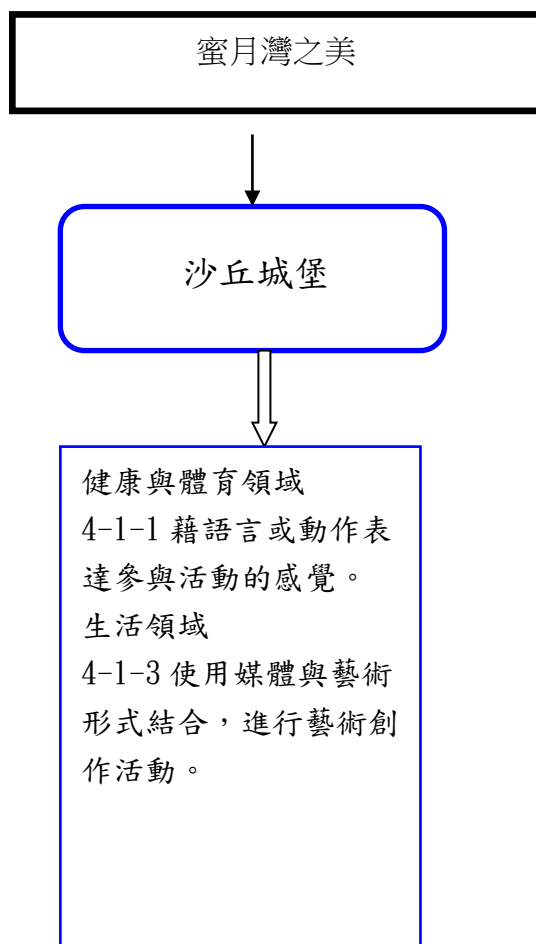 蜜月灣之美
沙丘城堡
健康與體育領域
4-1-1 藉語言或動作表
達參與活動的感覺。
生活領域
4-1-3 使用媒體與藝術
形式結合，進行藝術創
作活動。